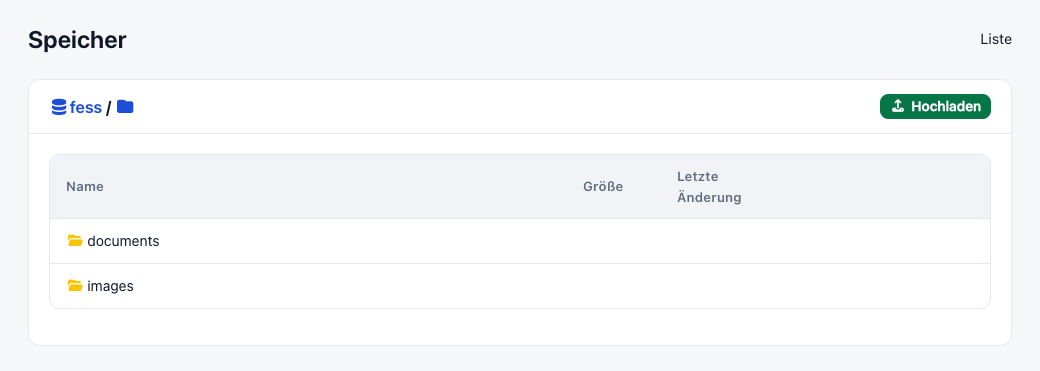 Speicher
Liste
fess /
Hochladen
Name
Größe
Letzte
Änderung
documents
images